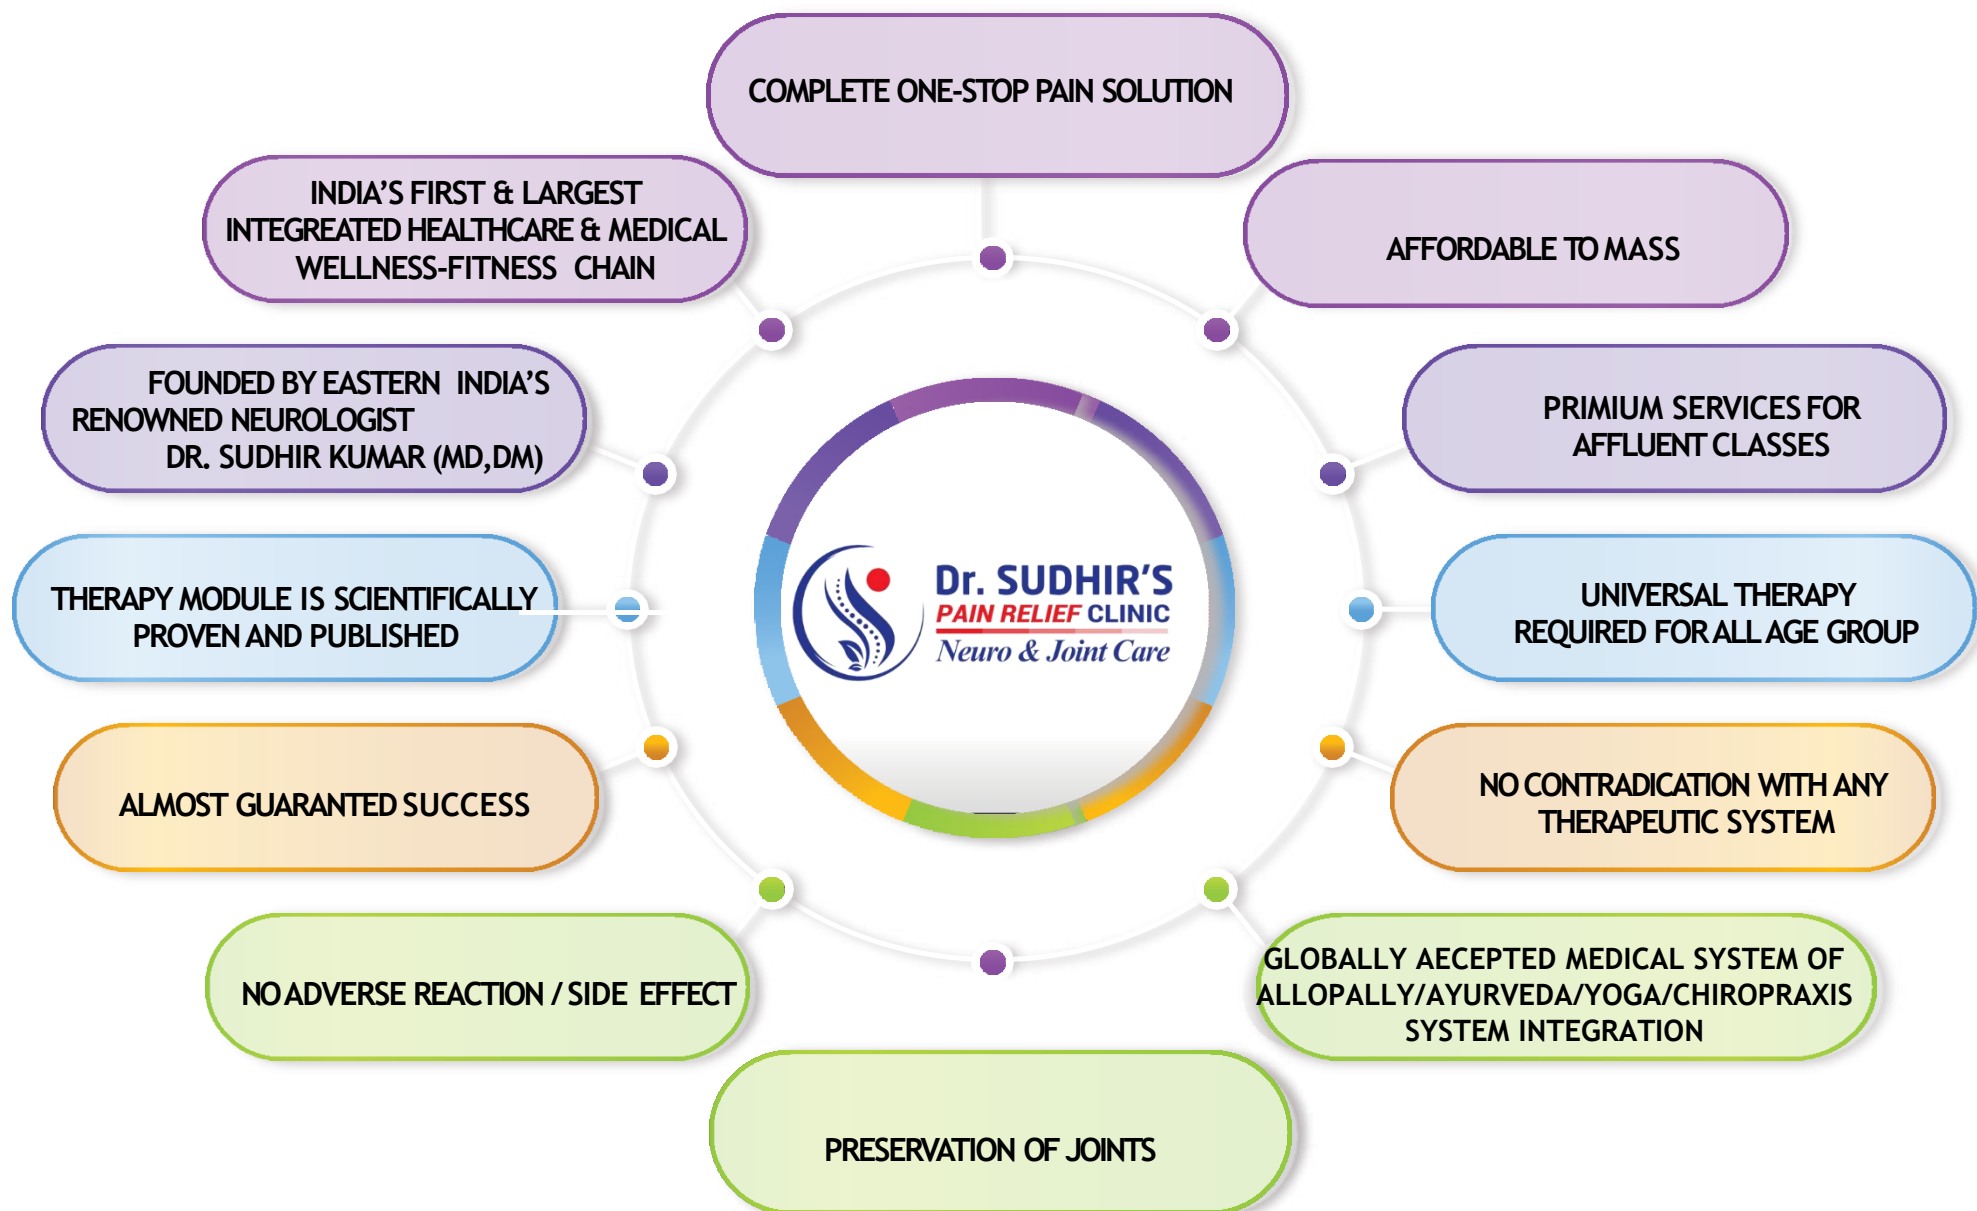 COMPLETE ONE-STOP PAIN SOLUTION
INDIA’S FIRST & LARGEST
INTEGREATED HEALTHCARE & MEDICAL
WELLNESS-FITNESS CHAIN
AFFORDABLE TO MASS
FOUNDED BY EASTERN INDIA’S
RENOWNED NEUROLOGIST
DR. SUDHIR KUMAR (MD,DM)
PRIMIUM SERVICES FOR
AFFLUENT CLASSES
THERAPY MODULE IS SCIENTIFICALLY
PROVEN AND PUBLISHED
Dr. SUDHIR’S
PAIN RELIEF CLINIC
Neuro & Joint Care
UNIVERSAL THERAPY
REQUIRED FOR ALL AGE GROUP
ALMOST GUARANTED SUCCESS
NO CONTRADICATION WITH ANY
THERAPEUTIC SYSTEM
NO ADVERSE REACTION / SIDE EFFECT
GLOBALLY AECEPTED MEDICAL SYSTEM OF
ALLOPALLY/AYURVEDA/YOGA/CHIROPRAXIS
SYSTEM INTEGRATION
PRESERVATION OF JOINTS